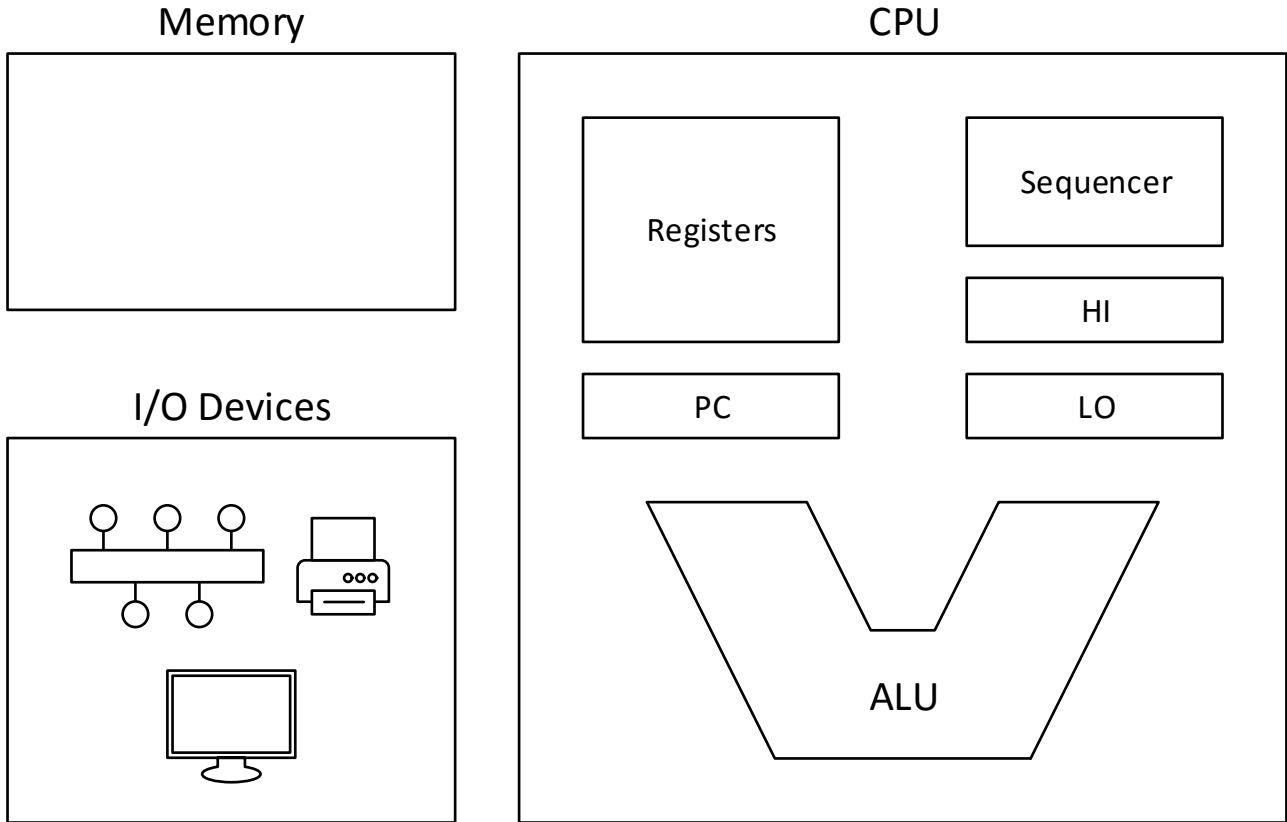 Memory
CPU
Registers
Sequencer
HI
PC
LO
I/O Devices
ALU